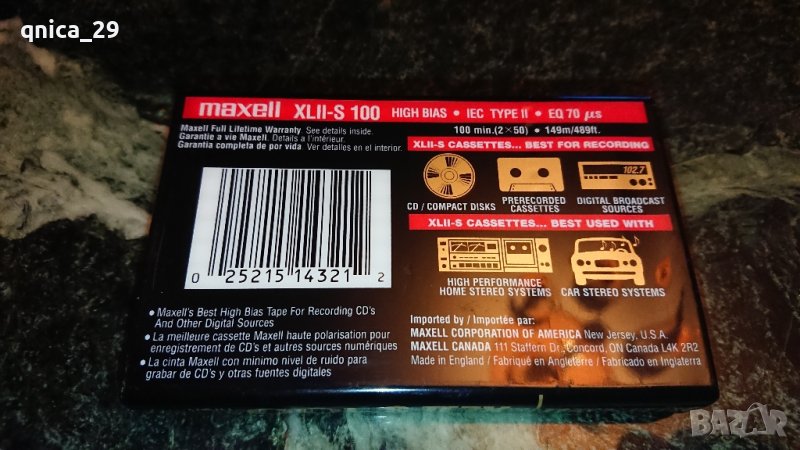 qnica_29
maxell XLII-S 100 HIGH BIAS • IEC TYPE II • EQ 70 µs
Maxell Full Lifetime Warranty. See details inside.
Garantie a vie Maxell. Détails a l'intérieur.
Garantia completa de por vida. Ver detalles en el interior.
100 min.(2×50) • 149m/489ft.
XLII-S CASSETTES... BEST FOR RECORDING
102.7
CD / COMPACT DISKS
PRERECORDED
CASSETTES
DIGITAL BROADCAST
SOURCES
XLII-S CASSETTES... BEST USED WITH
HIGH PERFORMANCE
HOME STEREO SYSTEMS
CAR STEREO SYSTEMS
0 25215 14321 2
• Maxell's Best High Bias Tape For Recording CD's
And Other Digital Sources
• La meilleure cassette Maxell haute polarisation pour
enregistrement de CD's et autres sources numériques
• La cinta Maxell con minimo nivel de ruido para
grabar de CD's y otras fuentes digitales
Imported by / Importée par:
MAXELL CORPORATION OF AMERICA New Jersey, U.S.A.
MAXELL CANADA 111 Staffern Dr., Concord, ON Canada L4K 2R2
Made in England / Fabriqué en Angleterre / Fabricado en Inglaterra
BAZAR